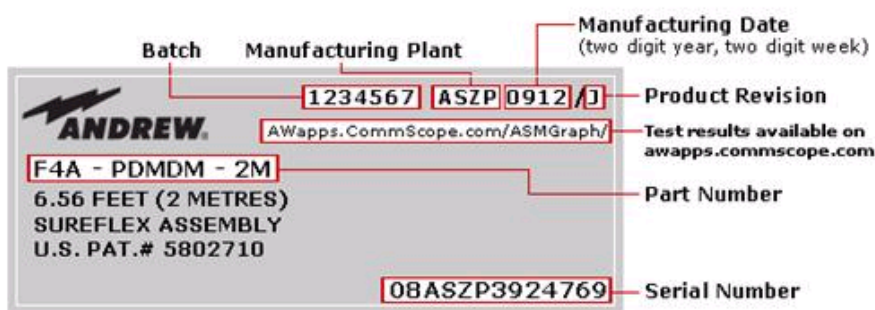 Manufacturing Date
(two digit year, two digit week)
Batch
Manufacturing Plant
1234567 ASZP 0912/J
Product Revision
ANDREW.
AWapps.CommScope.com/ASMGraph/
Test results available on
awapps.commscope.com
F4A - PDMDM - 2M
Part Number
6.56 FEET (2 METRES)
SUREFLEX ASSEMBLY
U.S. PAT.# 5802710
08ASZP3924769
Serial Number